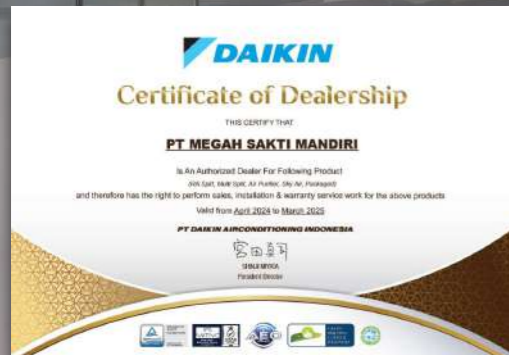 DAIKIN
Certificate of Dealership
THIS CERTIFY THAT
PT MEGAH SAKTI MANDIRI
Is An Authorized Dealer For Following Product
Split, Multi Split, Air Purifier, Sky Air, Packaged)
and therefore has the right to perform sales, installation & warranty service work for the above products
Valid from April 2024 to March 2025
PT DAIKIN AIRCONDITIONING INDONESIA
President Director
AEO